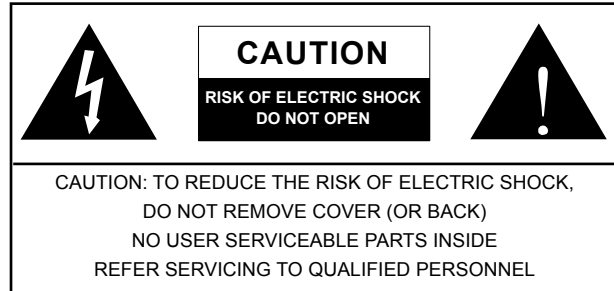 CAUTION
RISK OF ELECTRIC SHOCK
DO NOT OPEN
!
CAUTION: TO REDUCE THE RISK OF ELECTRIC SHOCK,
DO NOT REMOVE COVER (OR BACK)
NO USER SERVICEABLE PARTS INSIDE
REFER SERVICING TO QUALIFIED PERSONNEL